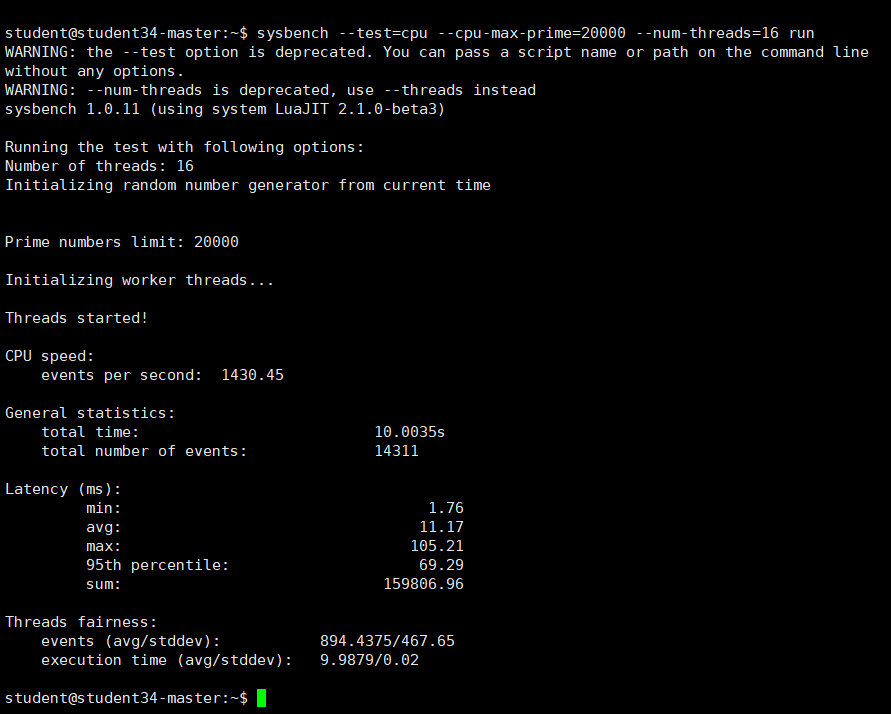 student@student34-master:~$ sysbench --test=cpu --cpu-max-prime=20000 --num-threads=16 run
WARNING: the --test option is deprecated. You can pass a script name or path on the command line
without any options.
WARNING: --num-threads is deprecated, use --threads instead
sysbench 1.0.11 (using system LuaJIT 2.1.0-beta3)
Running the test with following options:
Number of threads: 16
Initializing random number generator from current time
Prime numbers limit: 20000
Initializing worker threads...
Threads started!
CPU speed:
events per second: 1430.45
General statistics:
total time: 10.0035s
total number of events: 14311
Latency (ms):
min: 1.76
avg: 11.17
max: 105.21
95th percentile: 69.29
sum: 159806.96
Threads fairness:
events (avg/stddev): 894.4375/467.65
execution time (avg/stddev): 9.9879/0.02
student@student34-master:~$